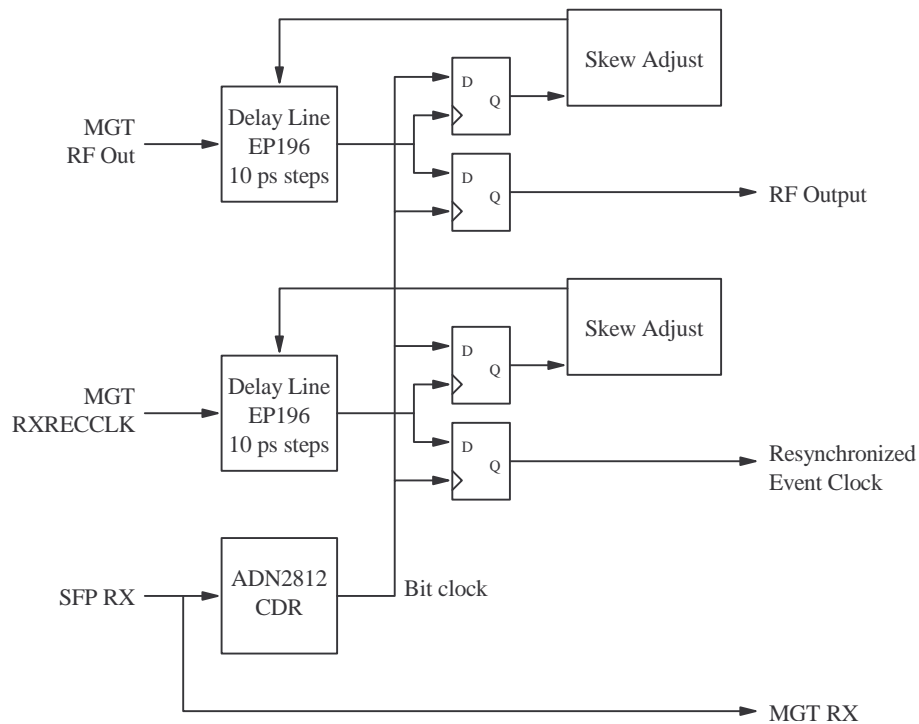 Skew Adjust
D
Q
Delay Line
EP196
10 ps steps
MGT
RF Out
D
Q
RF Output
Skew Adjust
D
Q
Delay Line
EP196
10 ps steps
MGT
RXRECCLK
D
Q
Resynchronized
Event Clock
ADN2812
CDR
SFP RX
Bit clock
MGT RX